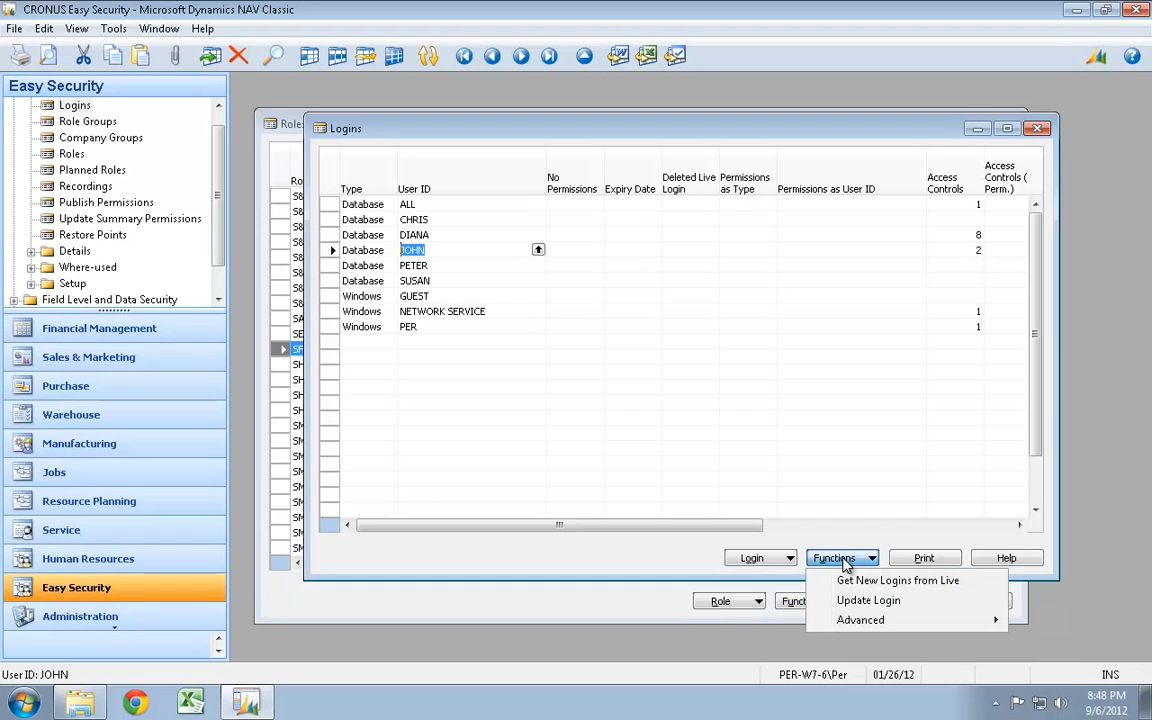 CRONUS Easy Security - Microsoft Dynamics NAV Classic
File Edit View Tools Window Help
Easy Security
Logins
Role Groups
Company Groups
Roles
Planned Roles
Recordings
Publish Permissions
Update Summary Permissions
Restore Points
Details
Where-used
Setup
Field Level and Data Security
Financial Management
Sales & Marketing
Purchase
Warehouse
Manufacturing
Jobs
Resource Planning
Service
Human Resources
Easy Security
Administration
Roles
Logins
Type User ID No Permissions Expiry Date Deleted Live Login Permissions as Type Permissions as User ID Access Controls Access Controls ( Perm.)
Database ALL 1
Database CHRIS
Database DIANA 8
Database JOHN 2
Database PETER
Database SUSAN
Windows GUEST
Windows NETWORK SERVICE 1
Windows PER 1
Login Functions Print Help
Get New Logins from Live
Update Login
Advanced
Role Funct
User ID: JOHN PER-W7-6\Per 01/26/12 INS
8:48 PM
9/6/2012